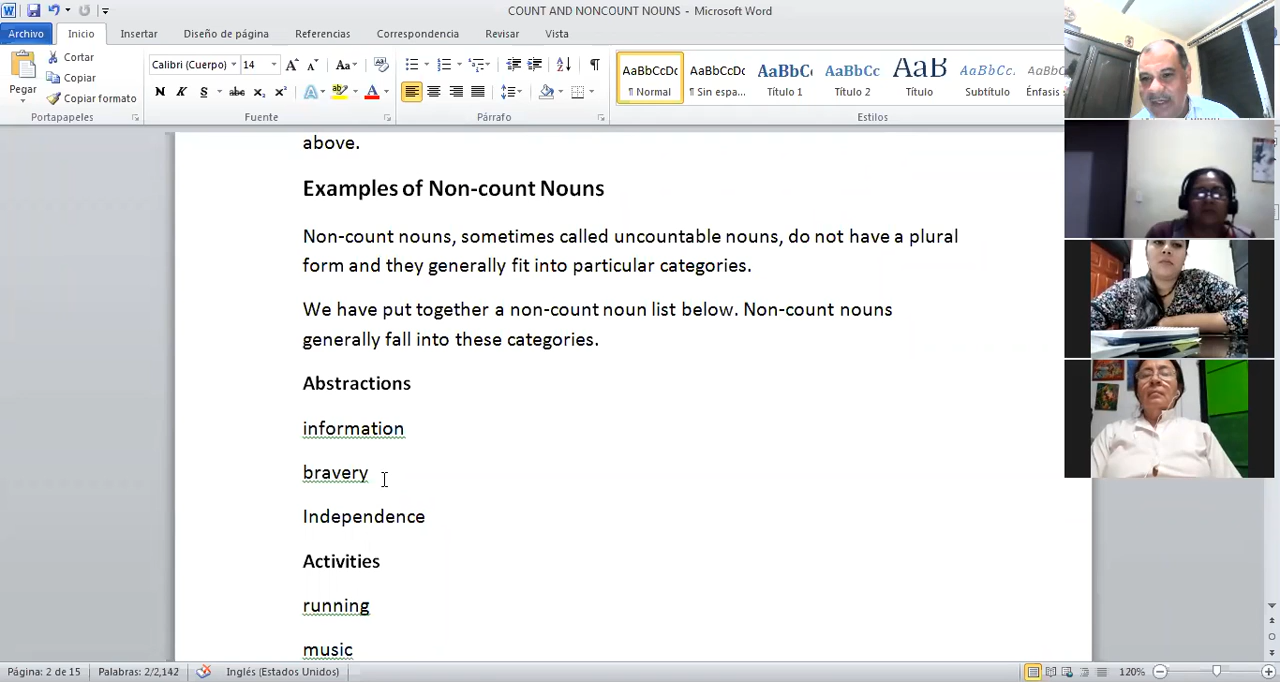 COUNT AND NONCOUNT NOUNS - Microsoft Word
Archivo Inicio Insertar Diseño de página Referencias Correspondencia Revisar Vista
Cortar
Copiar
Copiar formato
Pegar
Portapapeles
Calibri (Cuerpo) 14
Fuente
Párrafo
AaBbCcDc AaBbCcDc AaBbC AaBbCc AaB AaBbCc. AaBbCc
¶ Normal ¶ Sin espa... Título 1 Título 2 Título Subtítulo Énfasis
Estilos
above.
Examples of Non-count Nouns
Non-count nouns, sometimes called uncountable nouns, do not have a plural
form and they generally fit into particular categories.
We have put together a non-count noun list below. Non-count nouns
generally fall into these categories.
Abstractions
information
bravery
Independence
Activities
running
music
Página: 2 de 15 Palabras: 2/2,142 Inglés (Estados Unidos) 120%